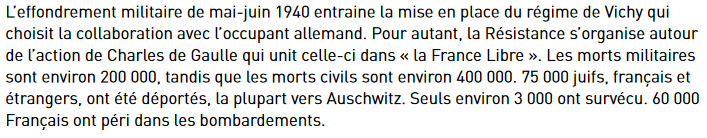 L'effondrement militaire de mai-juin 1940 entraine la mise en place du régime de Vichy qui
choisit la collaboration avec l'occupant allemand. Pour autant, la Résistance s'organise autour
de l'action de Charles de Gaulle qui unit celle-ci dans « la France Libre ». Les morts militaires
sont environ 200 000, tandis que les morts civils sont environ 400 000. 75 000 juifs, français et
étrangers, ont été déportés, la plupart vers Auschwitz. Seuls environ 3 000 ont survécu. 60 000
Français ont péri dans les bombardements.